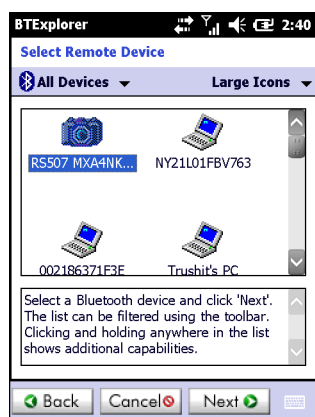 BTExplorer 2:40
Select Remote Device
All Devices Large Icons
RS507 MXA4NK... NY21L01FBV763
002186371F3E Trushit's PC
Select a Bluetooth device and click 'Next'.
The list can be filtered using the toolbar.
Clicking and holding anywhere in the list
shows additional capabilities.
Back Cancel Next